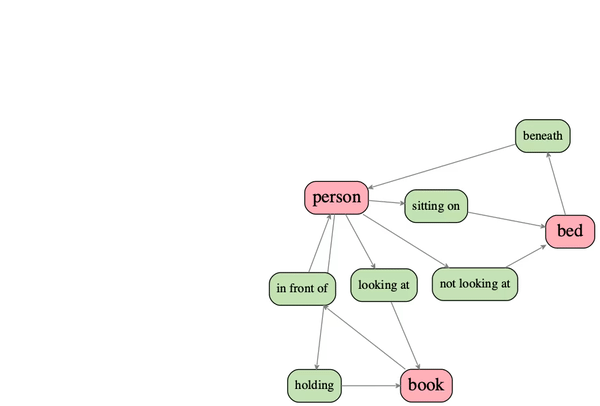 beneath
person
sitting on
bed
in front of
looking at
not looking at
holding
book